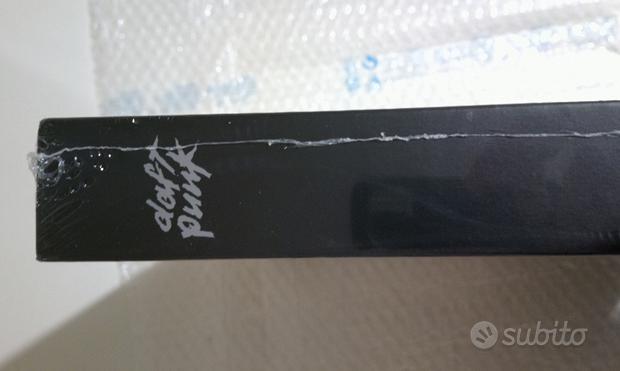 daft
punk
subito